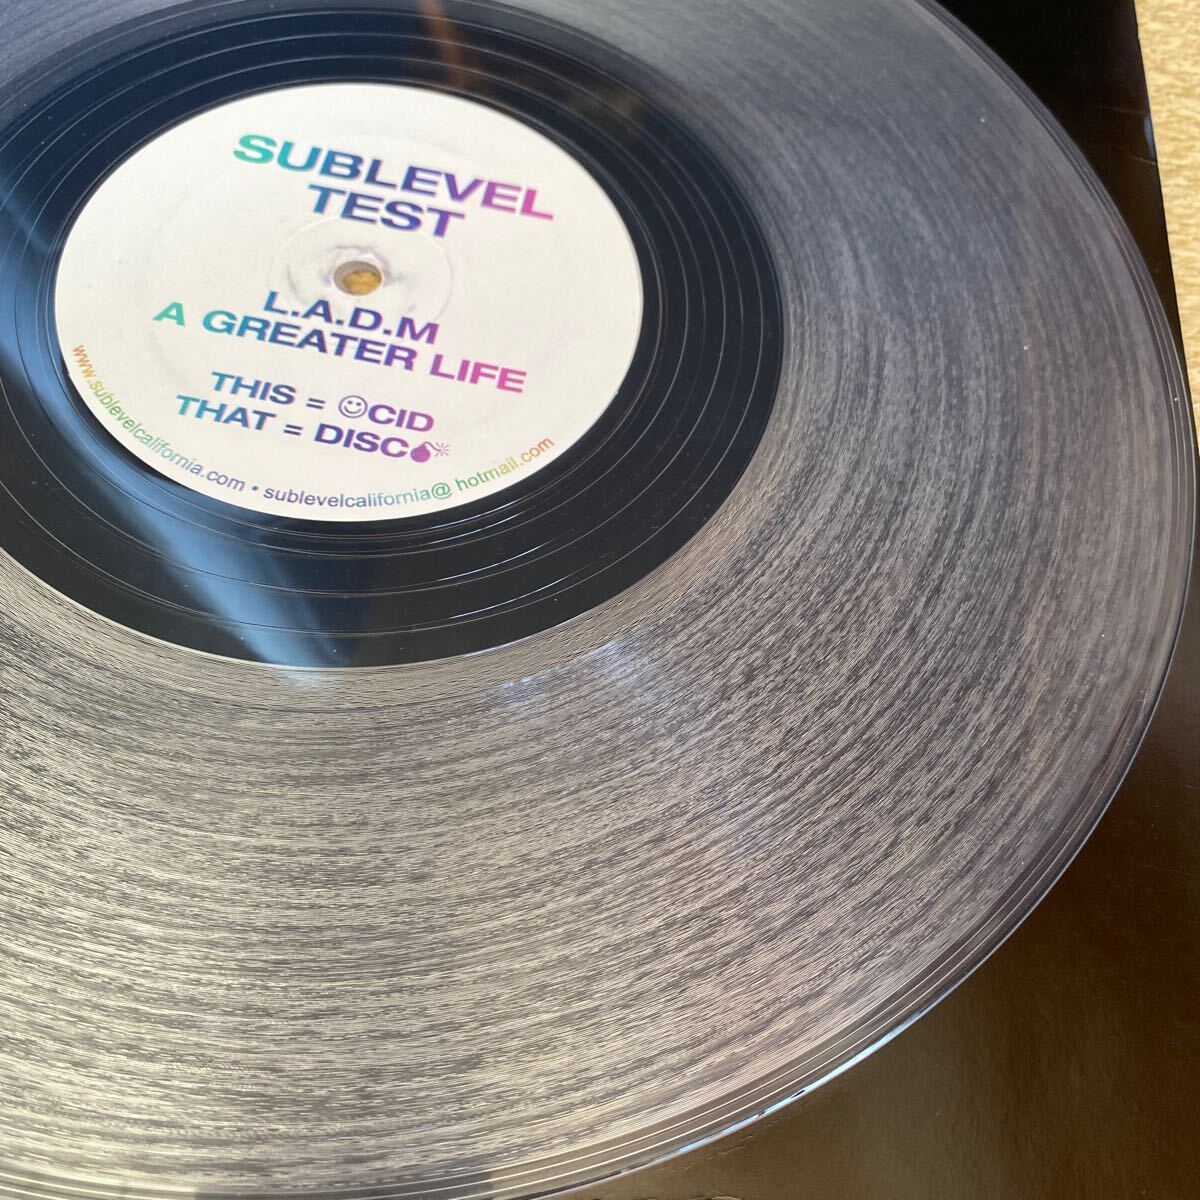 SUBLEVEL
TEST
L.A.D.M
A GREATER LIFE
THIS = ☺CID
THAT = DISC💣
www.sublevelcalifornia.com • sublevelcalifornia@ hotmail.com